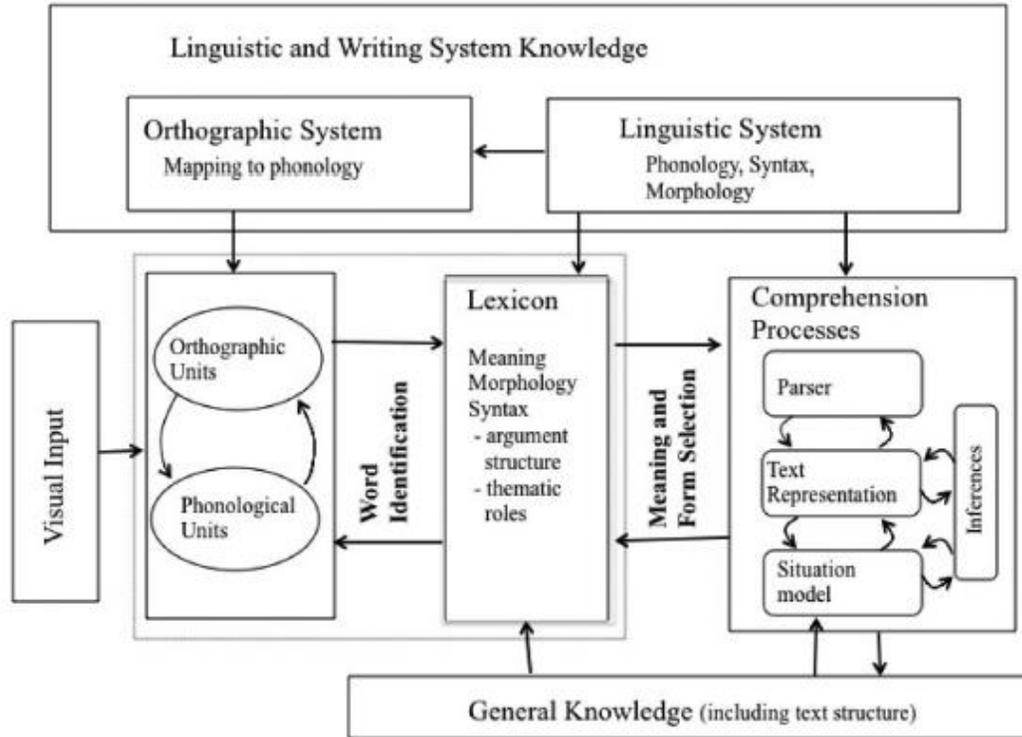 Linguistic and Writing System Knowledge
Orthographic System
Mapping to phonology
Linguistic System
Phonology, Syntax,
Morphology
Visual Input
Orthographic
Units
Phonological
Units
Word
Identification
Lexicon
Meaning
Morphology
Syntax
- argument
structure
- thematic
roles
Meaning and
Form Selection
Comprehension
Processes
Parser
Text
Representation
Situation
model
Inferences
General Knowledge (including text structure)